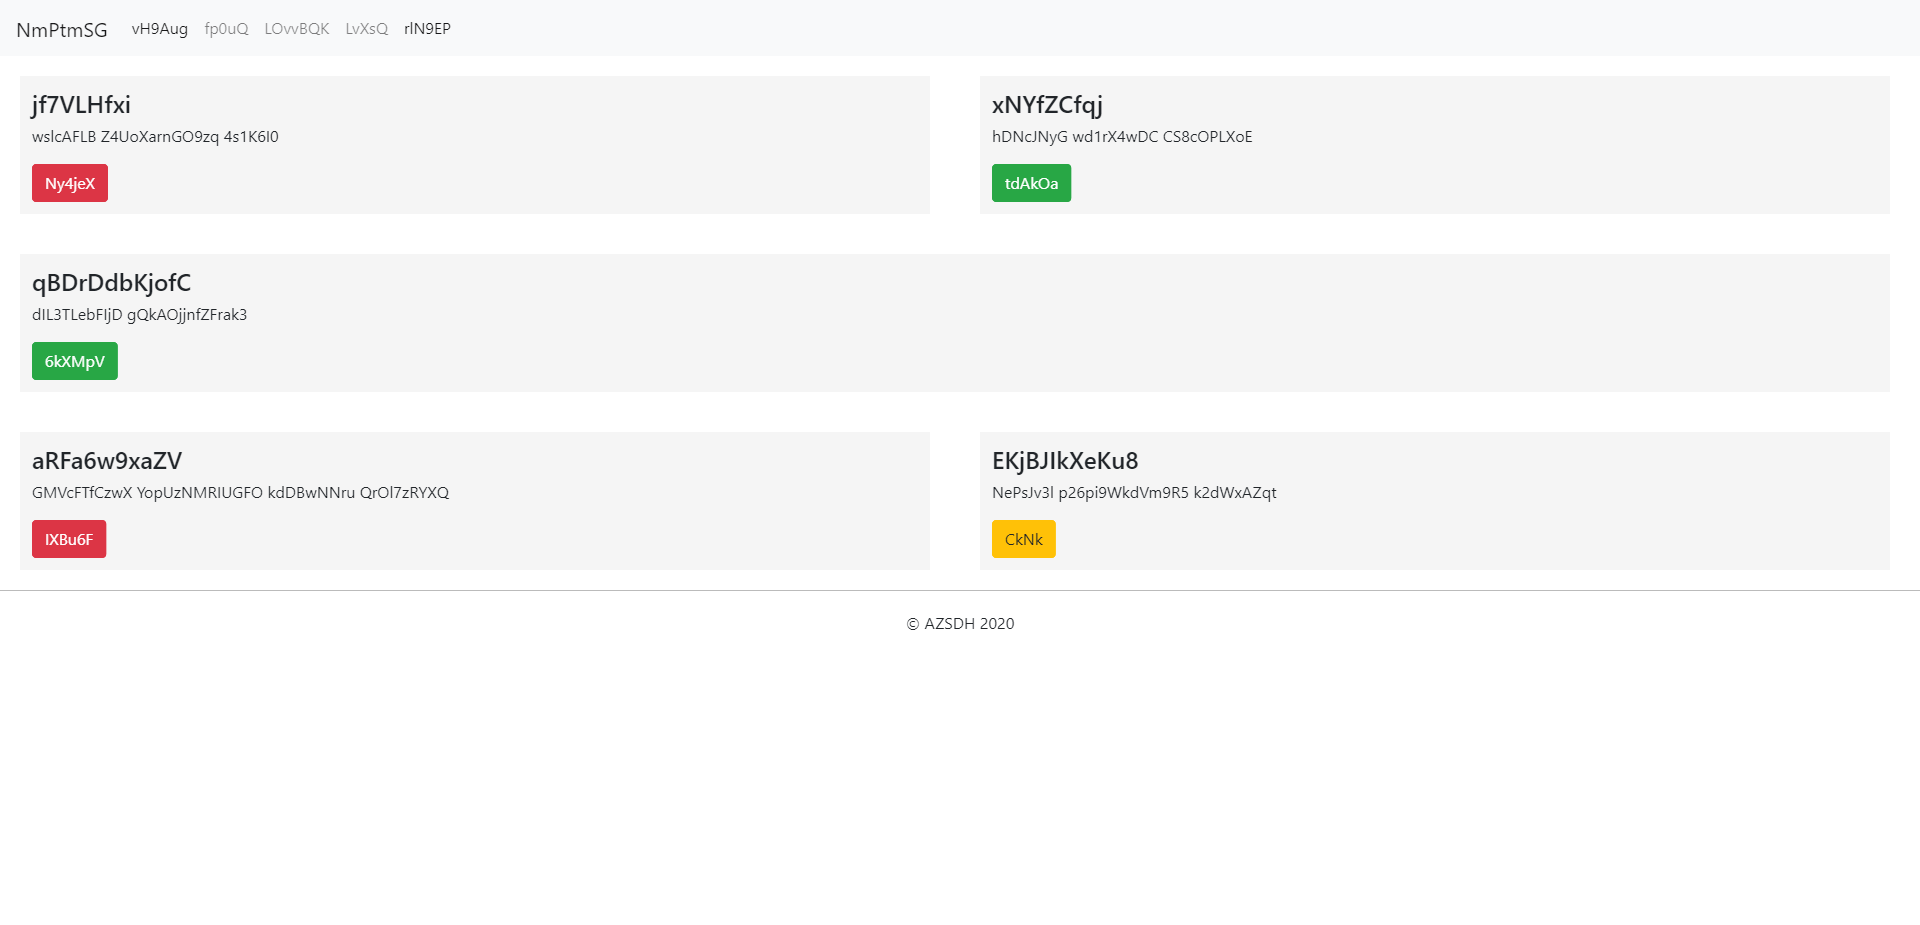 NmPtmSG vH9Aug fp0uQ LOvvBQK LvXsQ rlN9EP
jf7VLHfxi
wslcAFLB Z4UoXarnGO9zq 4s1K6I0
Ny4jeX
xNYfZCfqj
hDNcJNyG wd1rX4wDC CS8cOPLXoE
tdAkOa
qBDrDdbKjofC
dIL3TLebFIjD gQkAOjjnfZFrak3
6kXMpV
aRFa6w9xaZV
GMVcFTfCzwX YopUzNMRIUGFO kdDBwNNru QrOl7zRYXQ
IXBu6F
EKjBJIkXeKu8
NePsJv3l p26pi9WkdVm9R5 k2dWxAZqt
CkNk
© AZSDH 2020